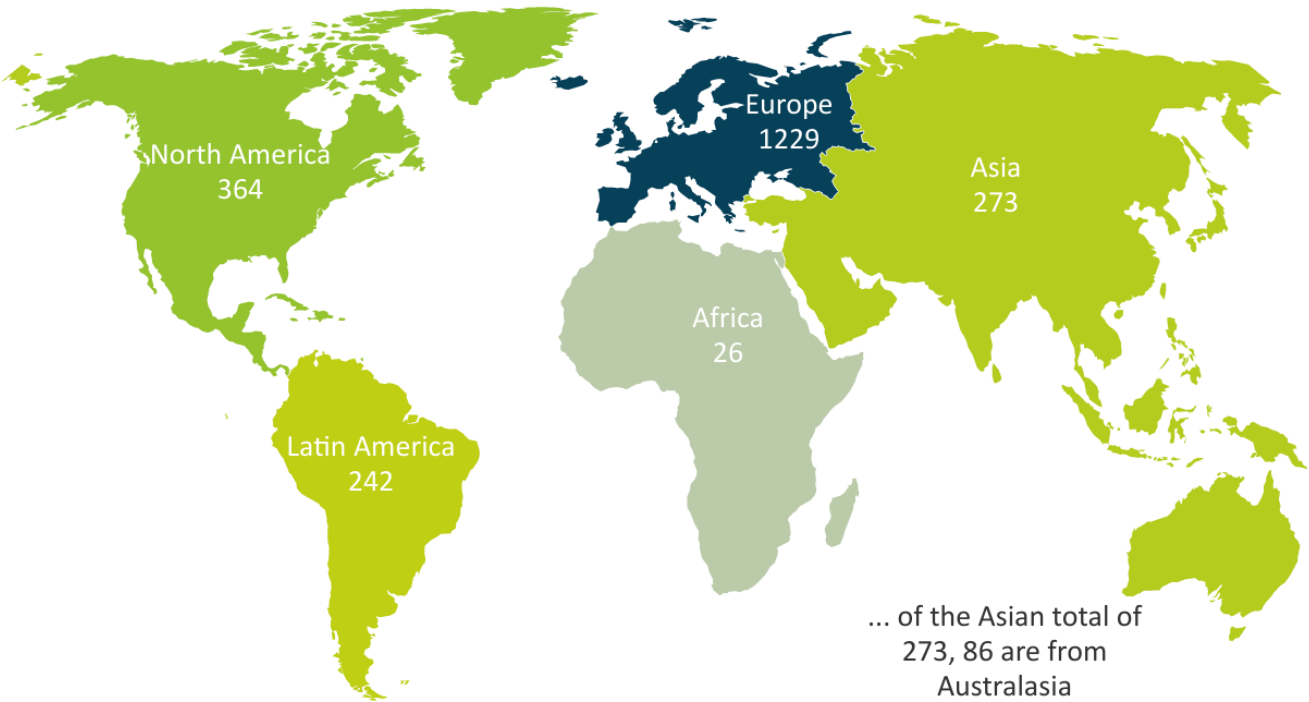 Europe
1229
North America
364
Asia
273
Africa
26
Latin America
242
... of the Asian total of
273, 86 are from
Australasia